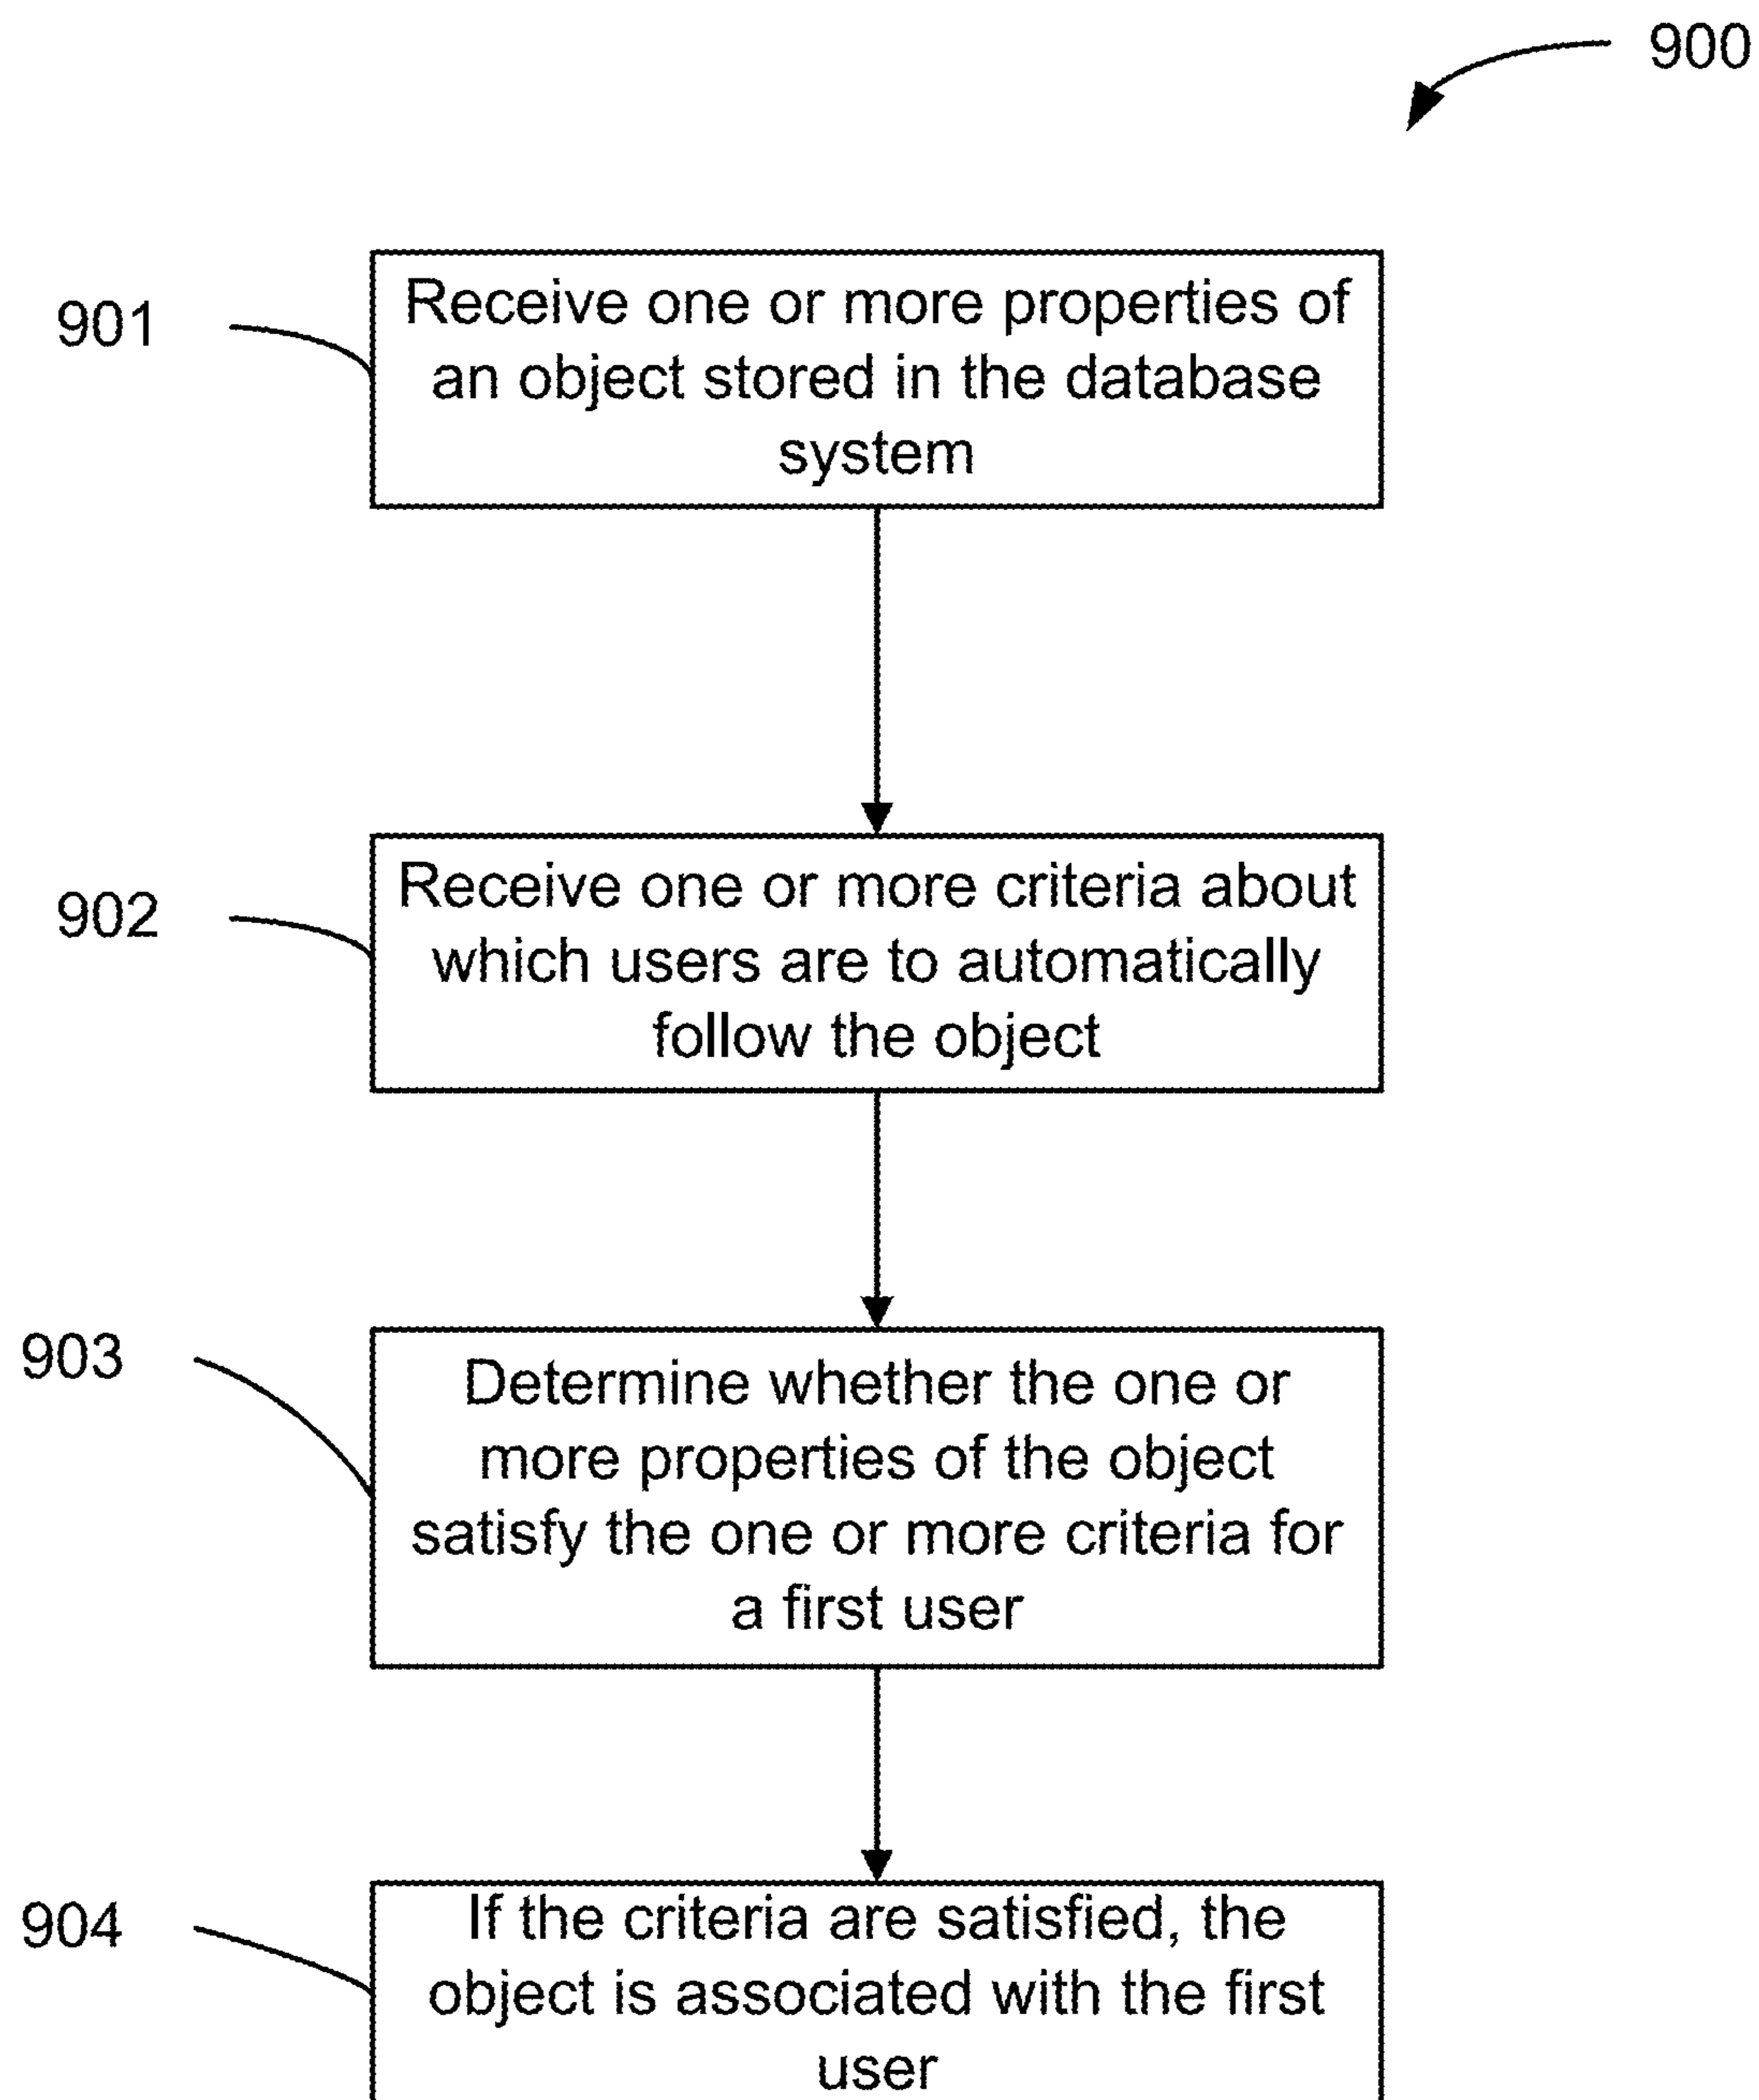 900
901
Receive one or more properties of
an object stored in the database
system
902
Receive one or more criteria about
which users are to automatically
follow the object
903
Determine whether the one or
more properties of the object
satisfy the one or more criteria for
a first user
904
If the criteria are satisfied, the
object is associated with the first
user